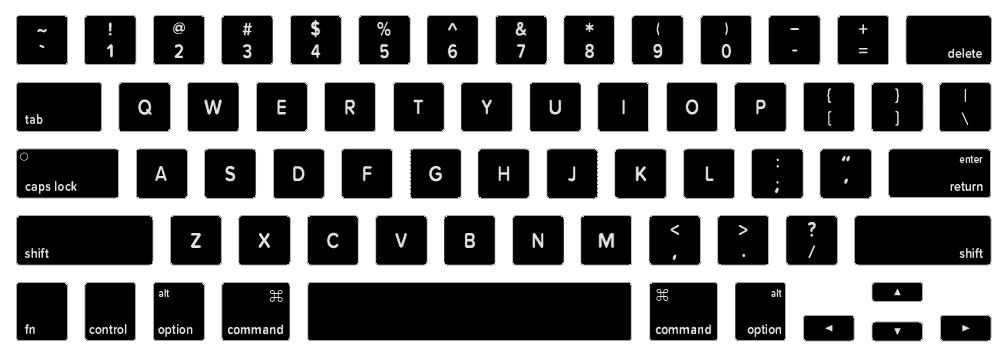 ~ ! @ # $ % ^ & * ( ) – +
` 1 2 3 4 5 6 7 8 9 0 - = delete
tab Q W E R T Y U I O P { [ } ] | \
caps lock A S D F G H J K L : ; “ ‘ enter return
shift Z X C V B N M < , > . ? / shift
fn control alt option ⌘ command ⌘ command alt option ◄ ▲ ▼ ►